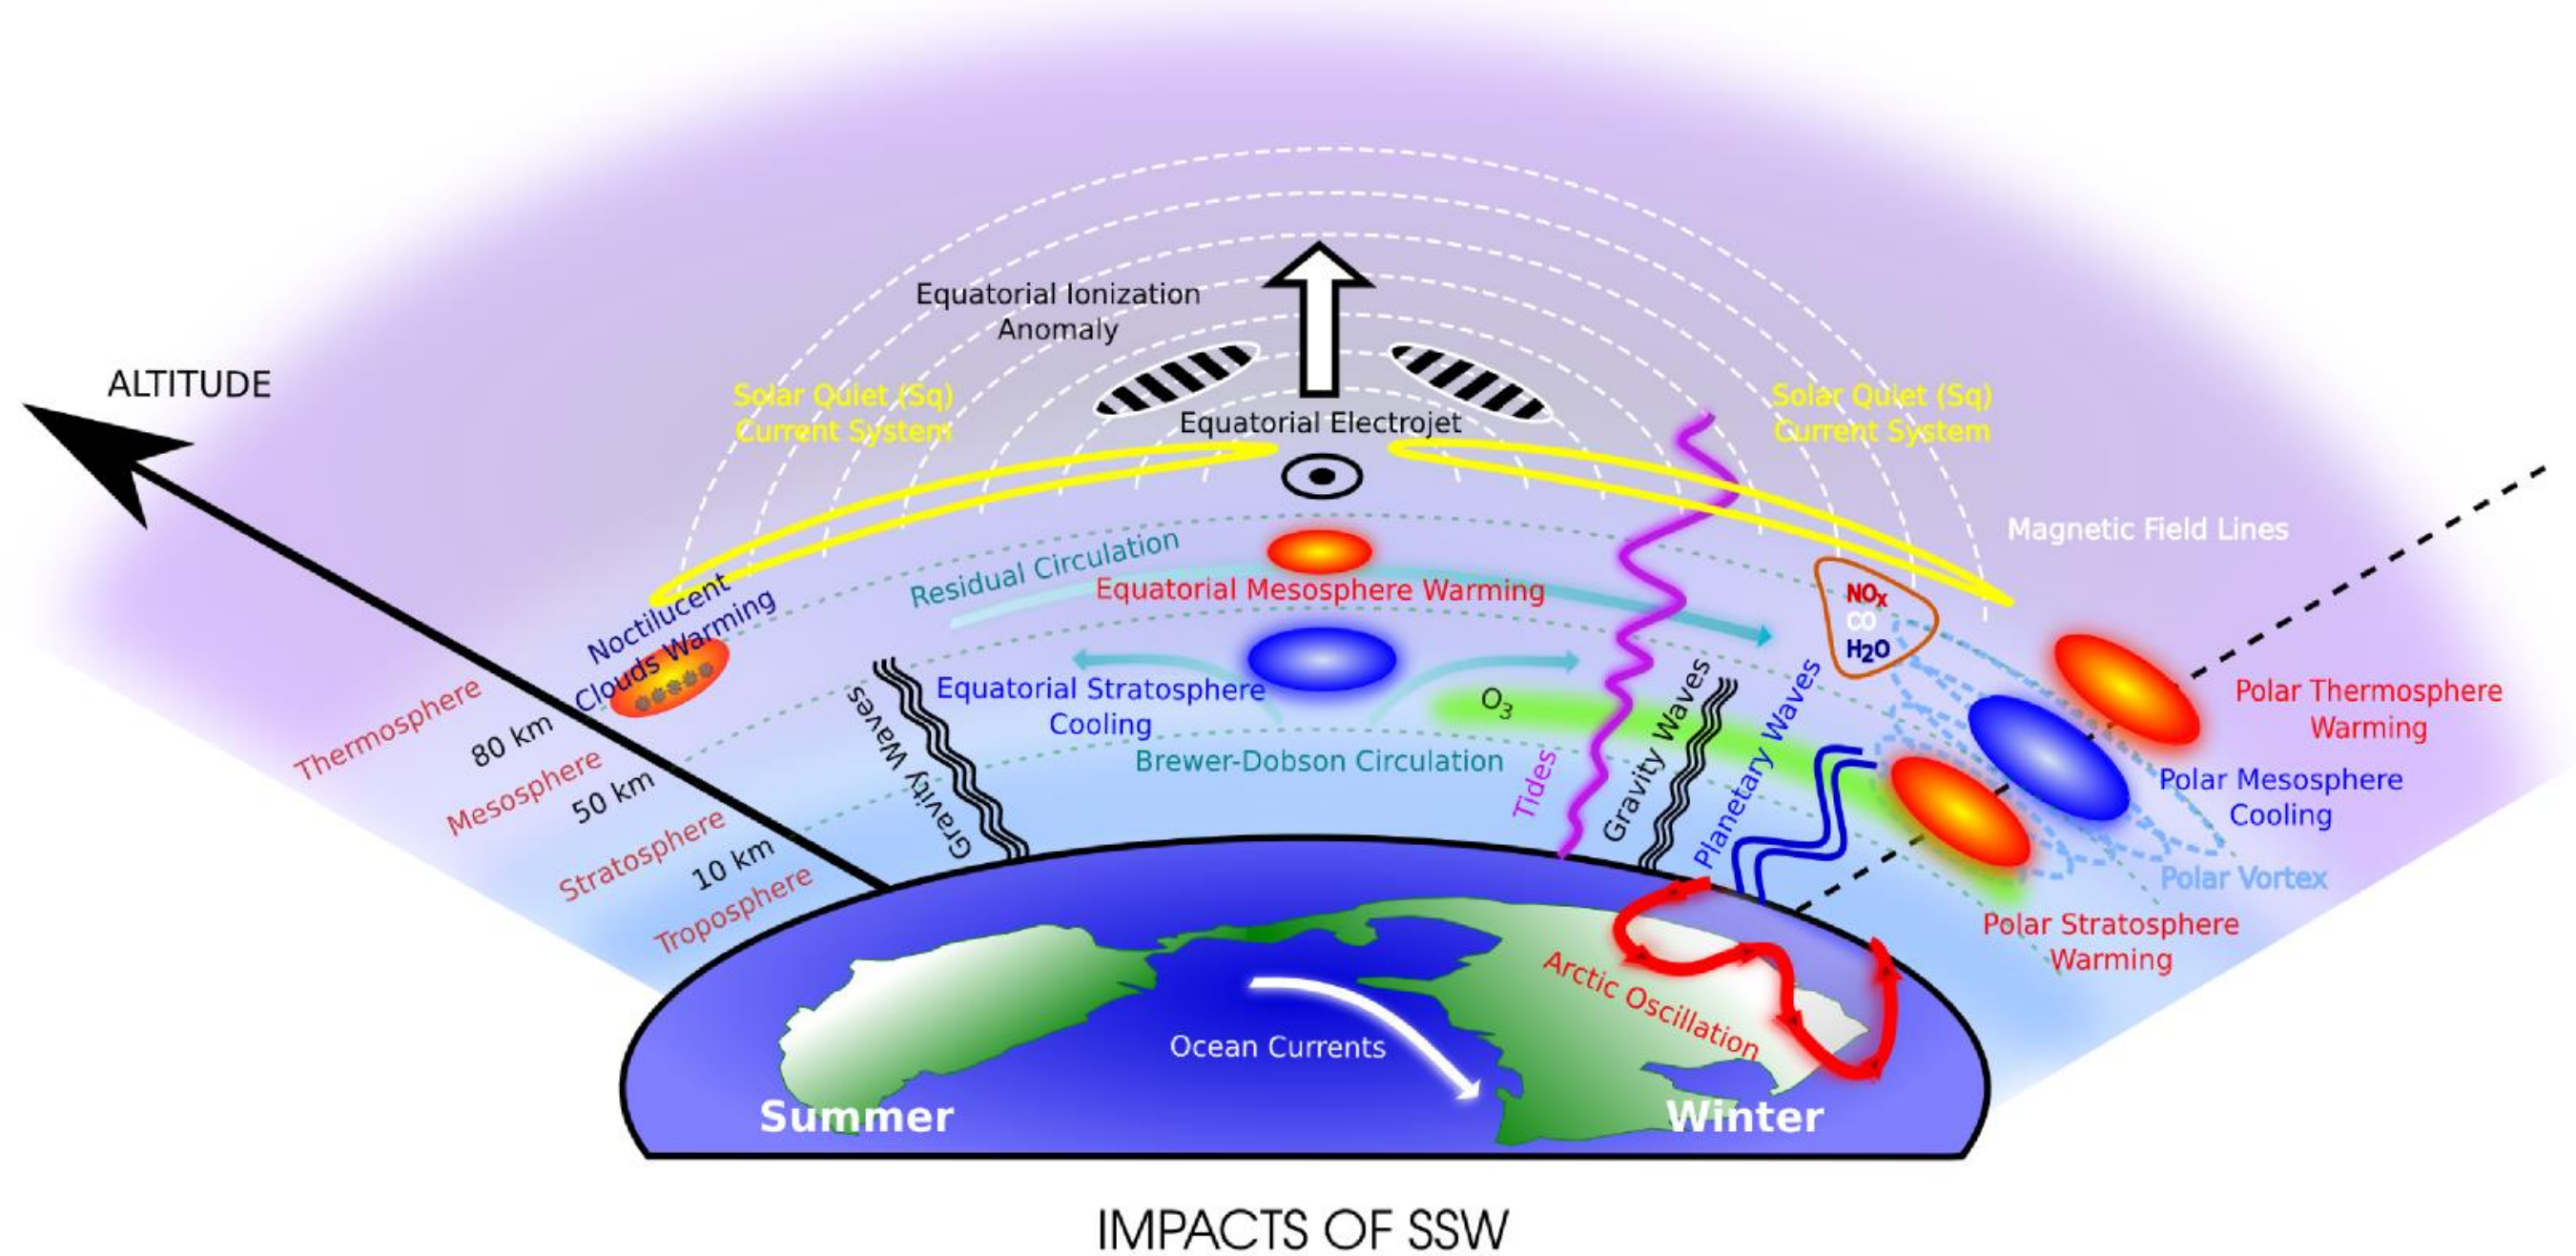 ALTITUDE
Equatorial Ionization
Anomaly
Solar Quiet (Sq)
Current System
Equatorial Electrojet
Solar Quiet (Sq)
Current System
Magnetic Field Lines
Residual Circulation
Equatorial Mesosphere Warming
Noctilucent
Clouds Warming
NOx
CO
H2O
Thermosphere
80 km
Mesosphere
50 km
Stratosphere
10 km
Troposphere
Gravity Waves
Equatorial Stratosphere
Cooling
O3
Brewer-Dobson Circulation
Tides
Gravity Waves
Planetary Waves
Polar Thermosphere
Warming
Polar Mesosphere
Cooling
Polar Vortex
Polar Stratosphere
Warming
Arctic Oscillation
Ocean Currents
Summer
Winter
IMPACTS OF SSW